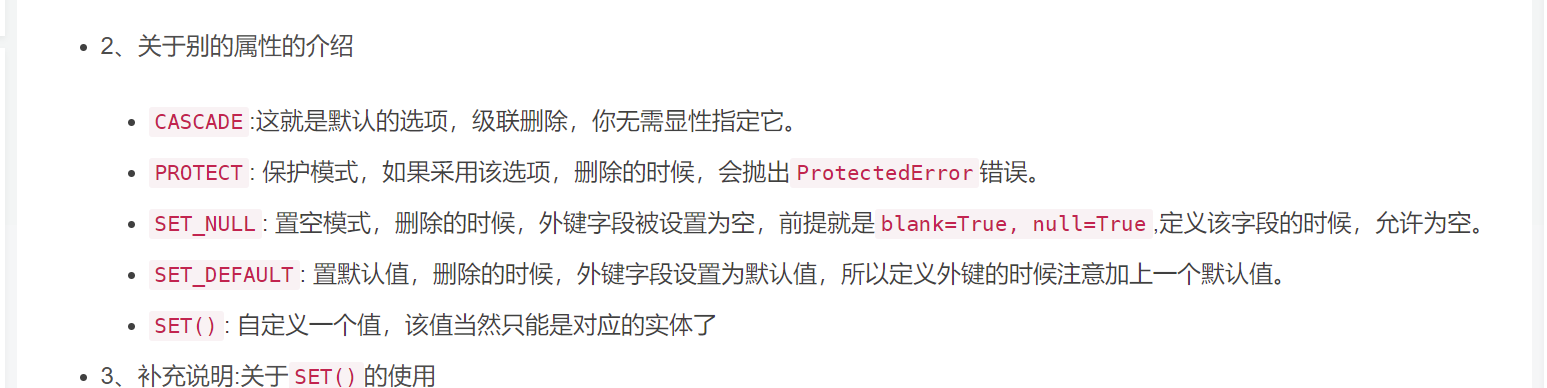 2、关于别的属性的介绍
CASCADE:这就是默认的选项，级联删除，你无需显性指定它。
PROTECT: 保护模式，如果采用该选项，删除的时候，会抛出ProtectedError错误。
SET_NULL: 置空模式，删除的时候，外键字段被设置为空，前提就是blank=True, null=True,定义该字段的时候，允许为空。
SET_DEFAULT: 置默认值，删除的时候，外键字段设置为默认值，所以定义外键的时候注意加上一个默认值。
SET(): 自定义一个值，该值当然只能是对应的实体了
3、补充说明:关于SET()的使用